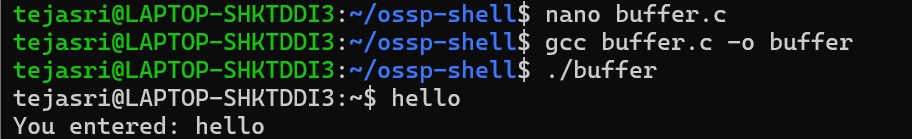 tejasri@LAPTOP-SHKTDDI3:~/ossp-shell$ nano buffer.c
tejasri@LAPTOP-SHKTDDI3:~/ossp-shell$ gcc buffer.c -o buffer
tejasri@LAPTOP-SHKTDDI3:~/ossp-shell$ ./buffer
tejasri@LAPTOP-SHKTDDI3:~$ hello
You entered: hello